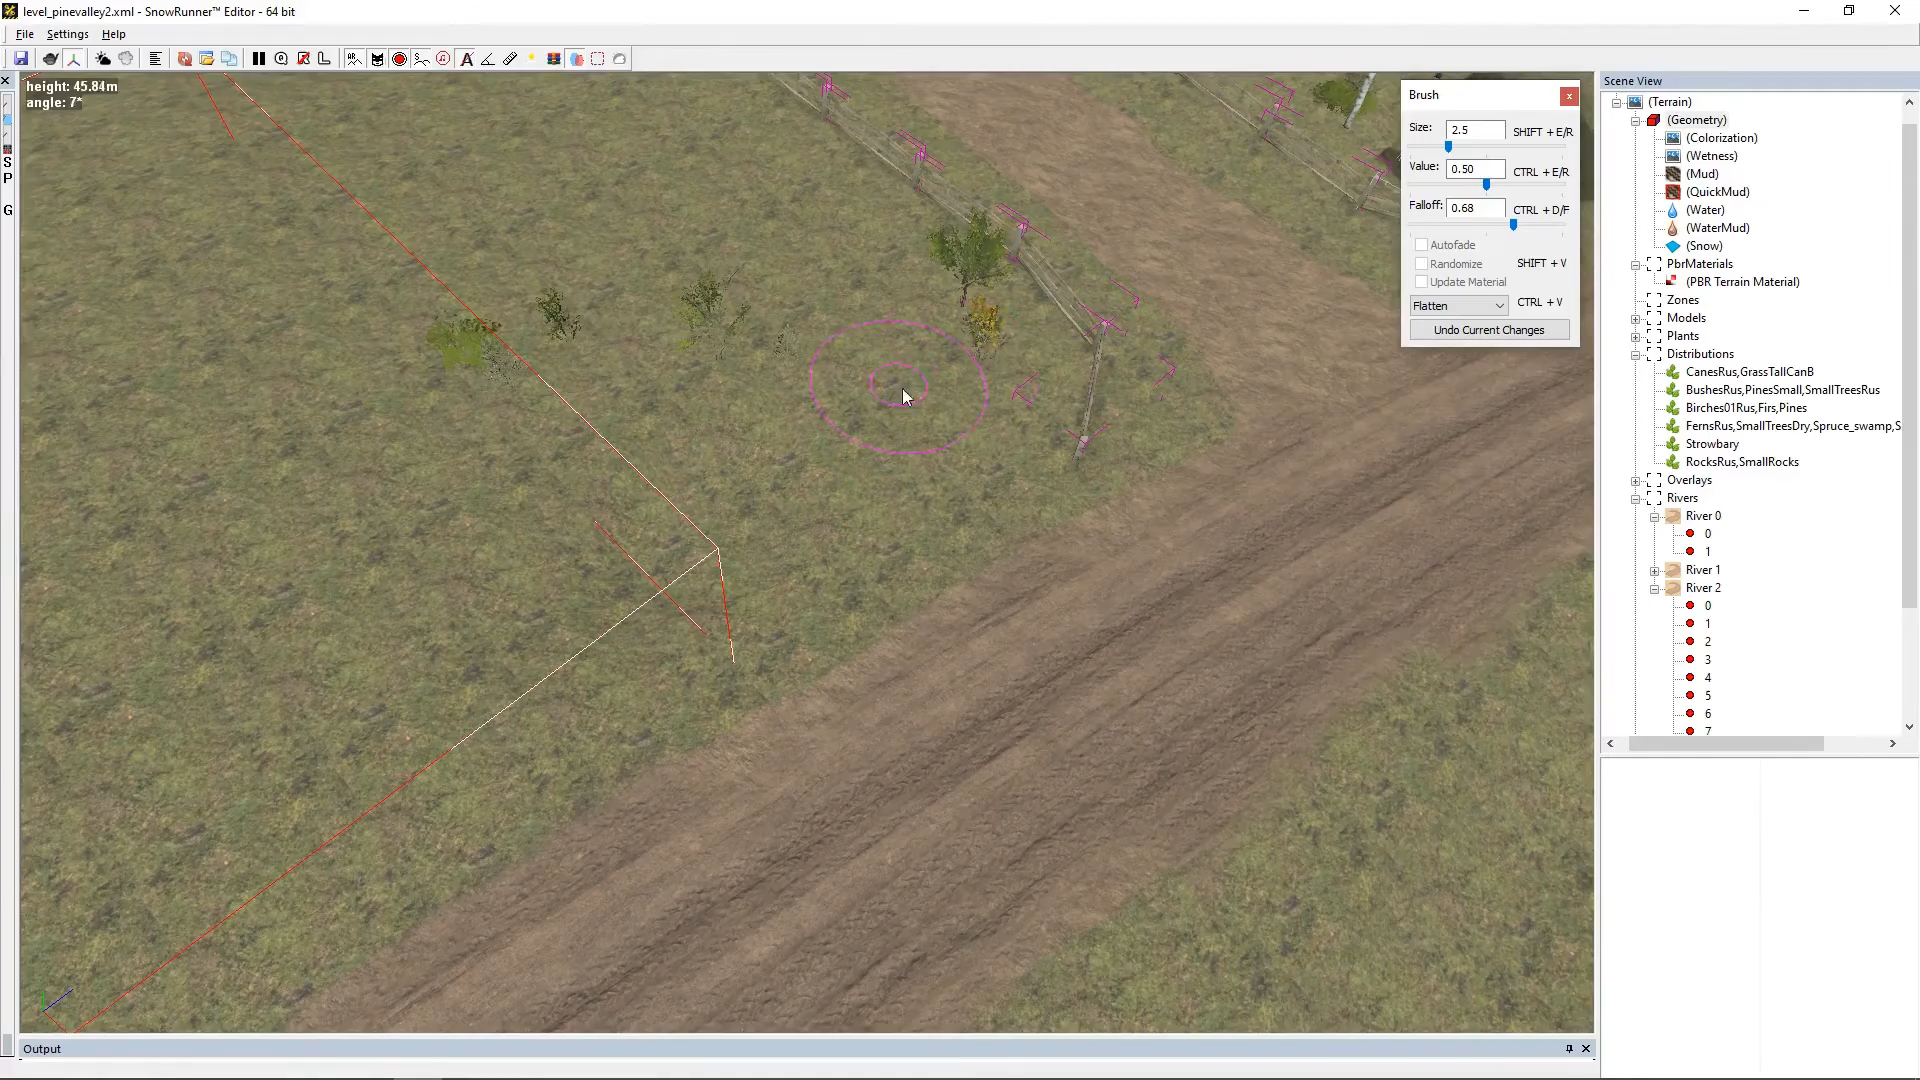 level_pinevalley2.xml - SnowRunner™ Editor - 64 bit
File Settings Help
height: 45.84m
angle: 7*
S
P
G
Brush
Size: 2.5 SHIFT + E/R
Value: 0.50 CTRL + E/R
Falloff: 0.68 CTRL + D/F
Autofade
Randomize SHIFT + V
Update Material
Flatten CTRL + V
Undo Current Changes
Scene View
(Terrain)
(Geometry)
(Colorization)
(Wetness)
(Mud)
(QuickMud)
(Water)
(WaterMud)
(Snow)
PbrMaterials
(PBR Terrain Material)
Zones
Models
Plants
Distributions
CanesRus,GrassTallCanB
BushesRus,PinesSmall,SmallTreesRus
Birches01Rus,Firs,Pines
FernsRus,SmallTreesDry,Spruce_swamp,S
Strowbary
RocksRus,SmallRocks
Overlays
Rivers
River 0
0
1
River 1
River 2
0
1
2
3
4
5
6
7
Output